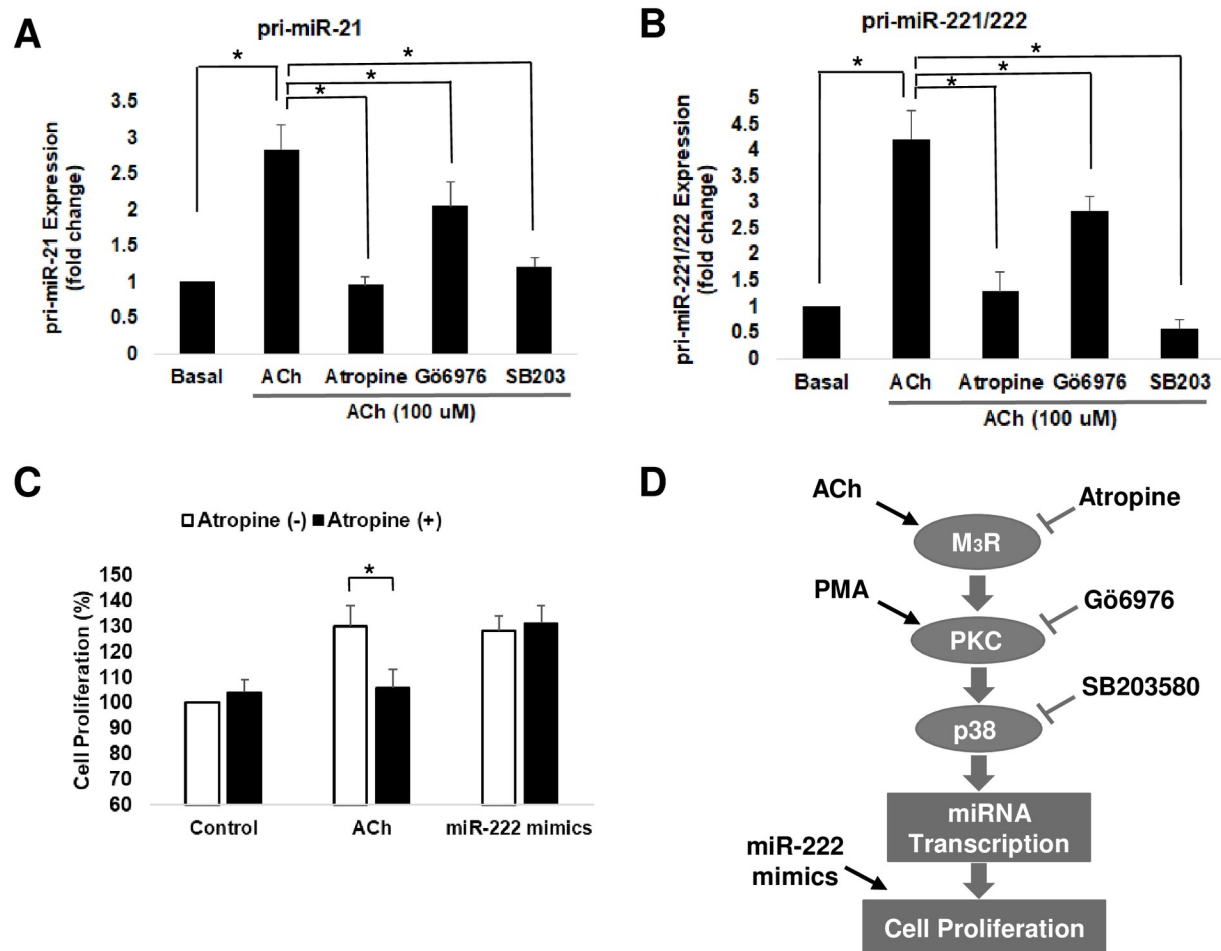 A
pri-miR-21
*
*
*
*
pri-miR-21 Expression
(fold change)
3.5
3
2.5
2
1.5
1
0.5
0
Basal
ACh
Atropine
Gö6976
SB203
ACh (100 uM)
B
pri-miR-221/222
*
*
*
*
pri-miR-221/222 Expression
(fold change)
5
4.5
4
3.5
3
2.5
2
1.5
1
0.5
0
Basal
ACh
Atropine
Gö6976
SB203
ACh (100 uM)
C
Atropine (-) Atropine (+)
*
Cell Proliferation (%)
150
140
130
120
110
100
90
80
70
60
Control
ACh
miR-222 mimics
D
ACh
Atropine
M3R
PMA
Gö6976
PKC
SB203580
p38
miRNA
Transcription
miR-222
mimics
Cell Proliferation